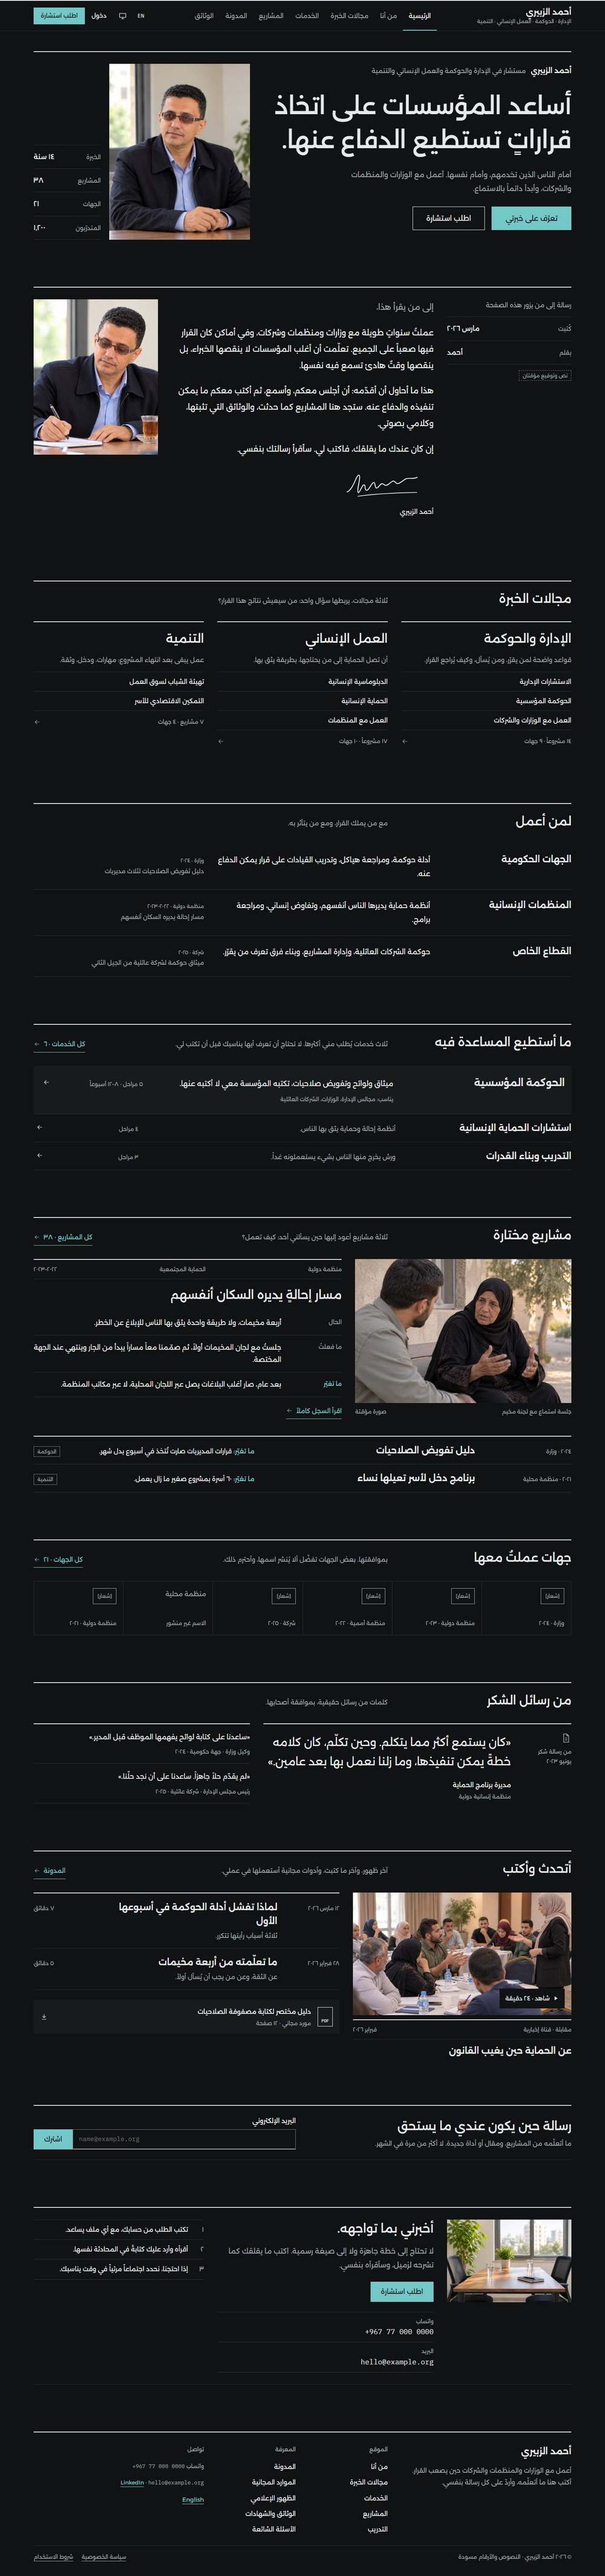 أحمد الزبيري
الإدارة · الحوكمة · العمل الإنساني · التنمية
الرئيسية
من أنا
مجالات الخبرة
الخدمات
المشاريع
المدونة
الوثائق
EN
دخول
اطلب استشارة
أحمد الزبيري مستشار في الإدارة والحوكمة والعمل الإنساني والتنمية
أساعد المؤسسات على اتخاذ
قراراتٍ تستطيع الدفاع عنها.
أمام الناس الذين تخدمهم، وأمام نفسها. أعمل مع الوزارات والمنظمات
والشركات، وأبدأ دائماً بالاستماع.
تعرّف على خبرتي
اطلب استشارة
الخبرة ١٤ سنة
المشاريع ٣٨
الجهات ٢١
المتدرّبون ١٬٢٠٠
رسالة إلى من يزور هذه الصفحة
كُتبت مارس ٢٠٢٦
بقلم أحمد
نص وتوقيع مؤقتان
إلى من يقرأ هذا،
عملتُ سنواتٍ طويلة مع وزارات ومنظمات وشركات، وفي أماكن كان القرار
فيها صعباً على الجميع. تعلّمت أن أغلب المؤسسات لا ينقصها الخبراء، بل
ينقصها وقتٌ هادئ تسمع فيه نفسها.
هذا ما أحاول أن أقدّمه: أن أجلس معكم، وأسمع، ثم أكتب معكم ما يمكن
تنفيذه والدفاع عنه. ستجد هنا المشاريع كما حدثت، والوثائق التي تثبتها،
وكلامي بصوتي.
إن كان عندك ما يقلقك، فاكتب لي. سأقرأ رسالتك بنفسي.
أحمد الزبيري
مجالات الخبرة
ثلاثة مجالات، يربطها سؤال واحد: من سيعيش نتائج هذا القرار؟
الإدارة والحوكمة
قواعد واضحة لمن يقرّر، ومن يُسأل، وكيف يُراجع القرار.
الاستشارات الإدارية
الحوكمة المؤسسية
العمل مع الوزارات والشركات
١٤ مشروعاً · ٩ جهات
العمل الإنساني
أن تصل الحماية إلى من يحتاجها، بطريقة يثق بها.
الدبلوماسية الإنسانية
الحماية الإنسانية
العمل مع المنظمات
١٧ مشروعاً · ١٠ جهات
التنمية
عمل يبقى بعد انتهاء المشروع: مهارات، ودخل، وثقة.
تهيئة الشباب لسوق العمل
التمكين الاقتصادي للأسر
٧ مشاريع · ٤ جهات
لمن أعمل
مع من يملك القرار، ومع من يتأثر به.
الجهات الحكومية
أدلة حوكمة، ومراجعة هياكل، وتدريب القيادات على قرار يمكن الدفاع
عنه.
وزارة · ٢٠٢٤
دليل تفويض الصلاحيات لثلاث مديريات
المنظمات الإنسانية
أنظمة حماية يديرها الناس أنفسهم، وتفاوض إنساني، ومراجعة
برامج.
منظمة دولية · ٢٠٢٢-٢٠٢٣
مسار إحالة يديره السكان أنفسهم
القطاع الخاص
حوكمة الشركات العائلية، وإدارة المشاريع، وبناء فرق تعرف من يقرّر.
شركة · ٢٠٢٥
ميثاق حوكمة لشركة عائلية من الجيل الثاني
ما أستطيع المساعدة فيه
ثلاث خدمات يُطلب مني أكثرها. لا تحتاج أن تعرف أيها يناسبك قبل أن تكتب لي.
كل الخدمات · ٦
الحوكمة المؤسسية
ميثاق ولوائح وتفويض صلاحيات، تكتبه المؤسسة معي لا أكتبه عنها.
يناسب: مجالس الإدارة، الوزارات، الشركات العائلية
٥ مراحل · ٨-١٢ أسبوعاً
استشارات الحماية الإنسانية
أنظمة إحالة وحماية يثق بها الناس.
٤ مراحل
التدريب وبناء القدرات
ورش يخرج منها الناس بشيء يستعملونه غداً.
٣ مراحل
مشاريع مختارة
ثلاثة مشاريع أعود إليها حين يسألني أحد: كيف تعمل؟
كل المشاريع · ٣٨
منظمة دولية
الحماية المجتمعية
٢٠٢٢-٢٠٢٣
مسار إحالةٍ يديره السكان أنفسهم
الحال
أربعة مخيمات، ولا طريقة واحدة يثق بها الناس للإبلاغ عن الخطر.
ما فعلتُ
جلستُ مع لجان المخيمات أولاً، ثم صمّمنا معاً مساراً يبدأ من الجار وينتهي عند الجهة
المختصة.
ما تغيّر
بعد عام، صار أغلب البلاغات يصل عبر اللجان المحلية، لا عبر مكاتب المنظمة.
اقرأ السجل كاملاً
جلسة استماع مع لجنة مخيم
صورة مؤقتة
٢٠٢٤ · وزارة
دليل تفويض الصلاحيات
ما تغيّر: قرارات المديريات صارت تُتخذ في أسبوع بدل شهر.
الحوكمة
٢٠٢١ · منظمة محلية
برنامج دخل لأسر تعيلها نساء
ما تغيّر: ٦٠ أسرة بمشروع صغير ما زال يعمل.
التنمية
جهات عملتُ معها
بموافقتها. بعض الجهات تفضّل ألا يُنشر اسمها، وأحترم ذلك.
كل الجهات · ٢١
[شعار]
وزارة · ٢٠٢٤
[شعار]
منظمة دولية · ٢٠٢٣
[شعار]
منظمة أممية · ٢٠٢٢
[شعار]
شركة · ٢٠٢٥
منظمة محلية
الاسم غير منشور
[شعار]
منظمة دولية · ٢٠٢١
من رسائل الشكر
كلمات من رسائل حقيقية، بموافقة أصحابها.
من رسالة شكر
يونيو ٢٠٢٣
«كان يستمع أكثر مما يتكلم. وحين تكلّم، كان كلامه
خطةً يمكن تنفيذها، وما زلنا نعمل بها بعد عامين.»
مديرة برنامج الحماية
منظمة إنسانية دولية
«ساعدنا على كتابة لوائح يفهمها الموظف قبل المدير.»
وكيل وزارة · جهة حكومية · ٢٠٢٤
«لم يقدّم حلاً جاهزاً. ساعدنا على أن نجد حلّنا.»
رئيس مجلس الإدارة · شركة عائلية · ٢٠٢٥
أتحدث وأكتب
آخر ظهور، وآخر ما كتبت، وأدوات مجانية أستعملها في عملي.
المدونة
شاهد · ٢٤ دقيقة
مقابلة · قناة إخبارية
فبراير ٢٠٢٦
عن الحماية حين يغيب القانون
١٢ مارس ٢٠٢٦
لماذا تفشل أدلة الحوكمة في أسبوعها
الأول
ثلاثة أسباب رأيتها تتكرر.
٧ دقائق
٢٨ فبراير ٢٠٢٦
ما تعلّمته من أربعة مخيمات
عن الثقة، وعن من يجب أن يُسأل أولاً.
٥ دقائق
PDF
دليل مختصر لكتابة مصفوفة الصلاحيات
مورد مجاني · ١٢ صفحة
رسالة حين يكون عندي ما يستحق
ما أتعلّمه من المشاريع، ومقال أو أداة جديدة. لا أكثر من مرة في الشهر.
البريد الإلكتروني
name@example.org
اشترك
أخبرني بما تواجهه.
لا تحتاج إلى خطة جاهزة ولا إلى صيغة رسمية. اكتب ما يقلقك كما
تشرحه لزميل، وسأقرأه بنفسي.
اطلب استشارة
واتساب
+967 77 000 0000
البريد
hello@example.org
١ تكتب الطلب من حسابك، مع أي ملف يساعد.
٢ أقرأه وأرد عليك كتابةً في المحادثة نفسها.
٣ إذا احتجنا، نحدد اجتماعاً مرئياً في وقت يناسبك.
أحمد الزبيري
أعمل مع الوزارات والمنظمات والشركات حين يصعب القرار.
أكتب هنا ما أتعلّمه، وأردّ على كل رسالة بنفسي.
الموقع
من أنا
مجالات الخبرة
الخدمات
المشاريع
التدريب
المعرفة
المدونة
الموارد المجانية
الظهور الإعلامي
الوثائق والشهادات
الأسئلة الشائعة
تواصل
واتساب +967 77 000 0000
hello@example.org · LinkedIn
English
© ٢٠٢٦ أحمد الزبيري · النصوص والأرقام مسودة
سياسة الخصوصية
شروط الاستخدام